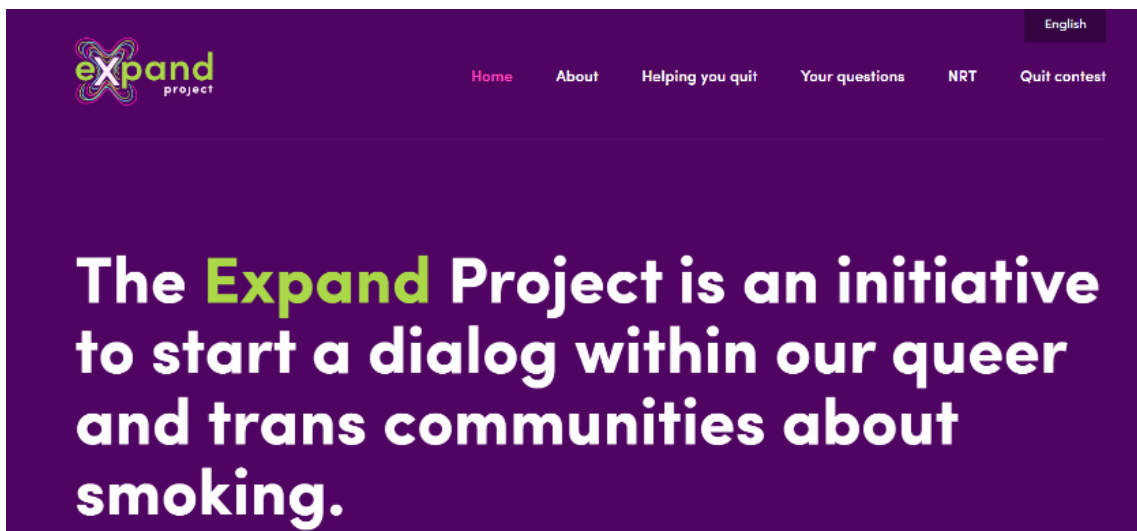 English
eXpand
project
Home About Helping you quit Your questions NRT Quit contest
The Expand Project is an initiative
to start a dialog within our queer
and trans communities about
smoking.